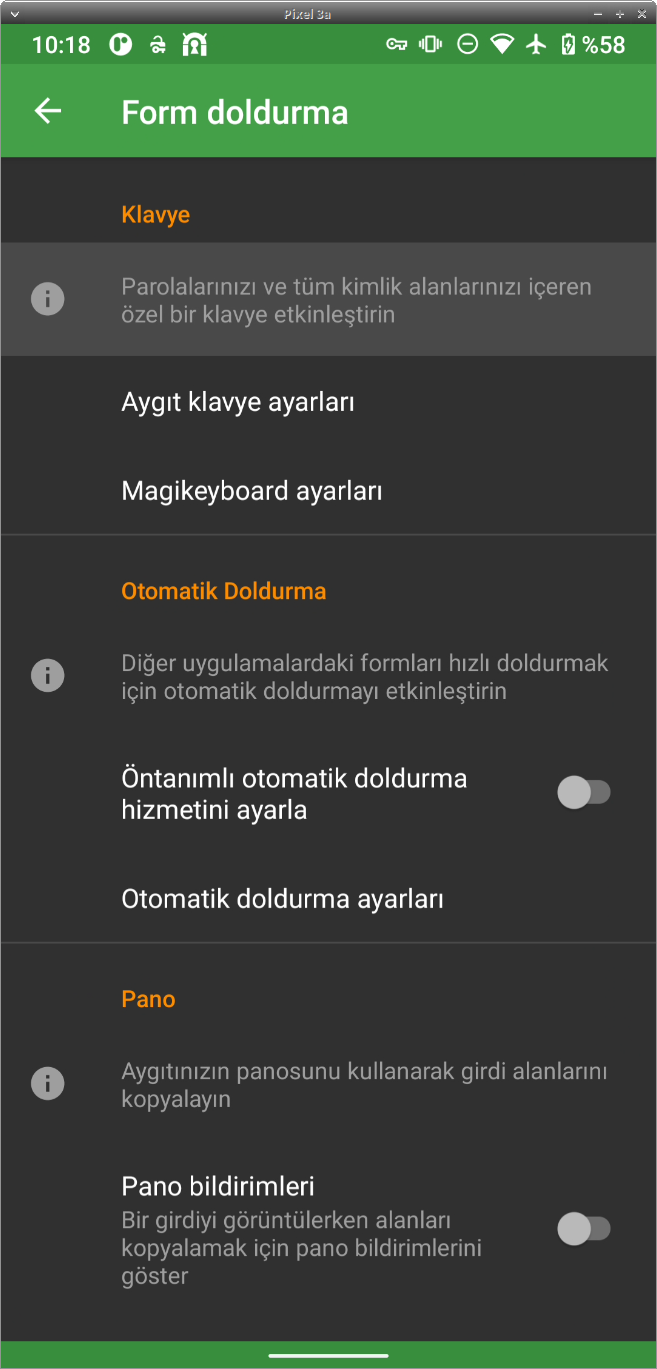 Pixel 3a
10:18
%58
Form doldurma
Klavye
Parolalarınızı ve tüm kimlik alanlarınızı içeren
özel bir klavye etkinleştirin
Aygıt klavye ayarları
Magikeyboard ayarları
Otomatik Doldurma
Diğer uygulamalardaki formları hızlı doldurmak
için otomatik doldurmayı etkinleştirin
Öntanımlı otomatik doldurma
hizmetini ayarla
Otomatik doldurma ayarları
Pano
Aygıtınızın panosunu kullanarak girdi alanlarını
kopyalayın
Pano bildirimleri
Bir girdiyi görüntülerken alanları
kopyalamak için pano bildirimlerini
göster